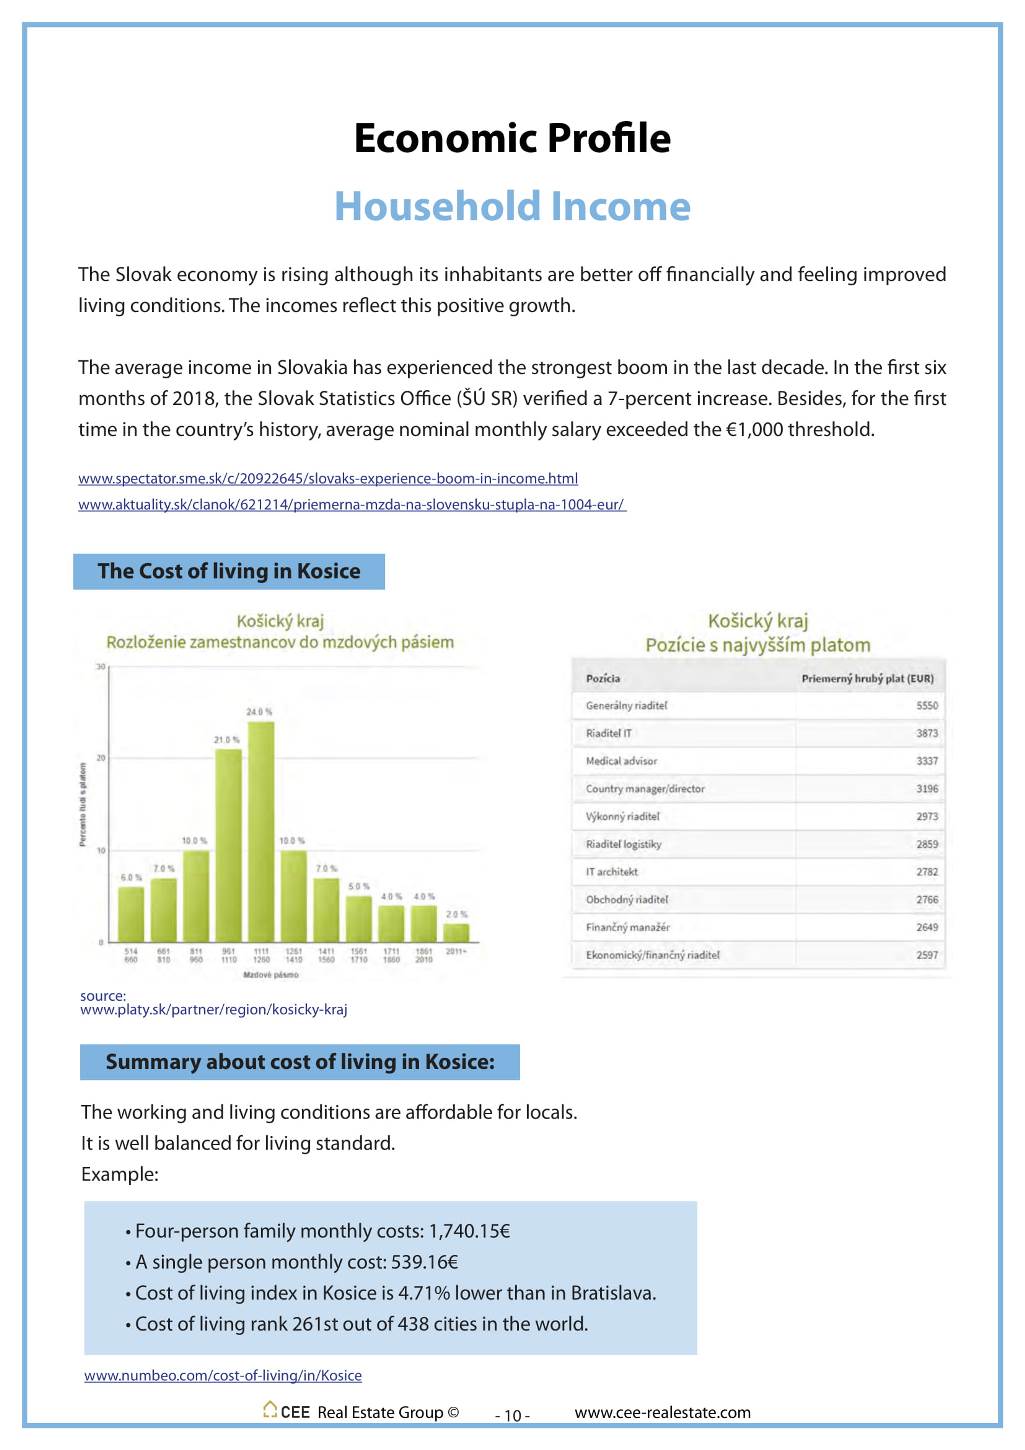 Economic Profile
Household Income
The Slovak economy is rising although its inhabitants are better off financially and feeling improved
living conditions. The incomes reflect this positive growth.
The average income in Slovakia has experienced the strongest boom in the last decade. In the first six
months of 2018, the Slovak Statistics Office (ŠÚ SR) verified a 7-percent increase. Besides, for the first
time in the country's history, average nominal monthly salary exceeded the €1,000 threshold.
www.spectator.sme.sk/c/20922645/slovaks-experience-boom-in-income.html
www.aktuality.sk/clanok/621214/priemerna-mzda-na-slovensku-stupla-na-1004-eur/
The Cost of living in Kosice
Košický kraj
Rozloženie zamestnancov do mzdových pásiem
30
20
10
0
Percento ľudí s platom
6.0 %
7.0 %
10.0 %
21.0 %
24.0 %
10.0 %
7.0 %
5.0 %
4.0 %
4.0 %
2.0 %
514 661 811 961 1111 1261 1411 1561 1711 1861 2011+
660 810 960 1110 1260 1410 1560 1710 1860 2010
Mzdové pásmo
Košický kraj
Pozície s najvyšším platom
Pozícia Priemerný hrubý plat (EUR)
Generálny riaditeľ 5550
Riaditeľ IT 3873
Medical advisor 3337
Country manager/director 3196
Výkonný riaditeľ 2973
Riaditeľ logistiky 2859
IT architekt 2782
Obchodný riaditeľ 2766
Finančný manažér 2649
Ekonomický/finančný riaditeľ 2597
source:
www.platy.sk/partner/region/kosicky-kraj
Summary about cost of living in Kosice:
The working and living conditions are affordable for locals.
It is well balanced for living standard.
Example:
• Four-person family monthly costs: 1,740.15€
• A single person monthly cost: 539.16€
• Cost of living index in Kosice is 4.71% lower than in Bratislava.
• Cost of living rank 261st out of 438 cities in the world.
www.numbeo.com/cost-of-living/in/Kosice
CEE Real Estate Group © - 10 - www.cee-realestate.com